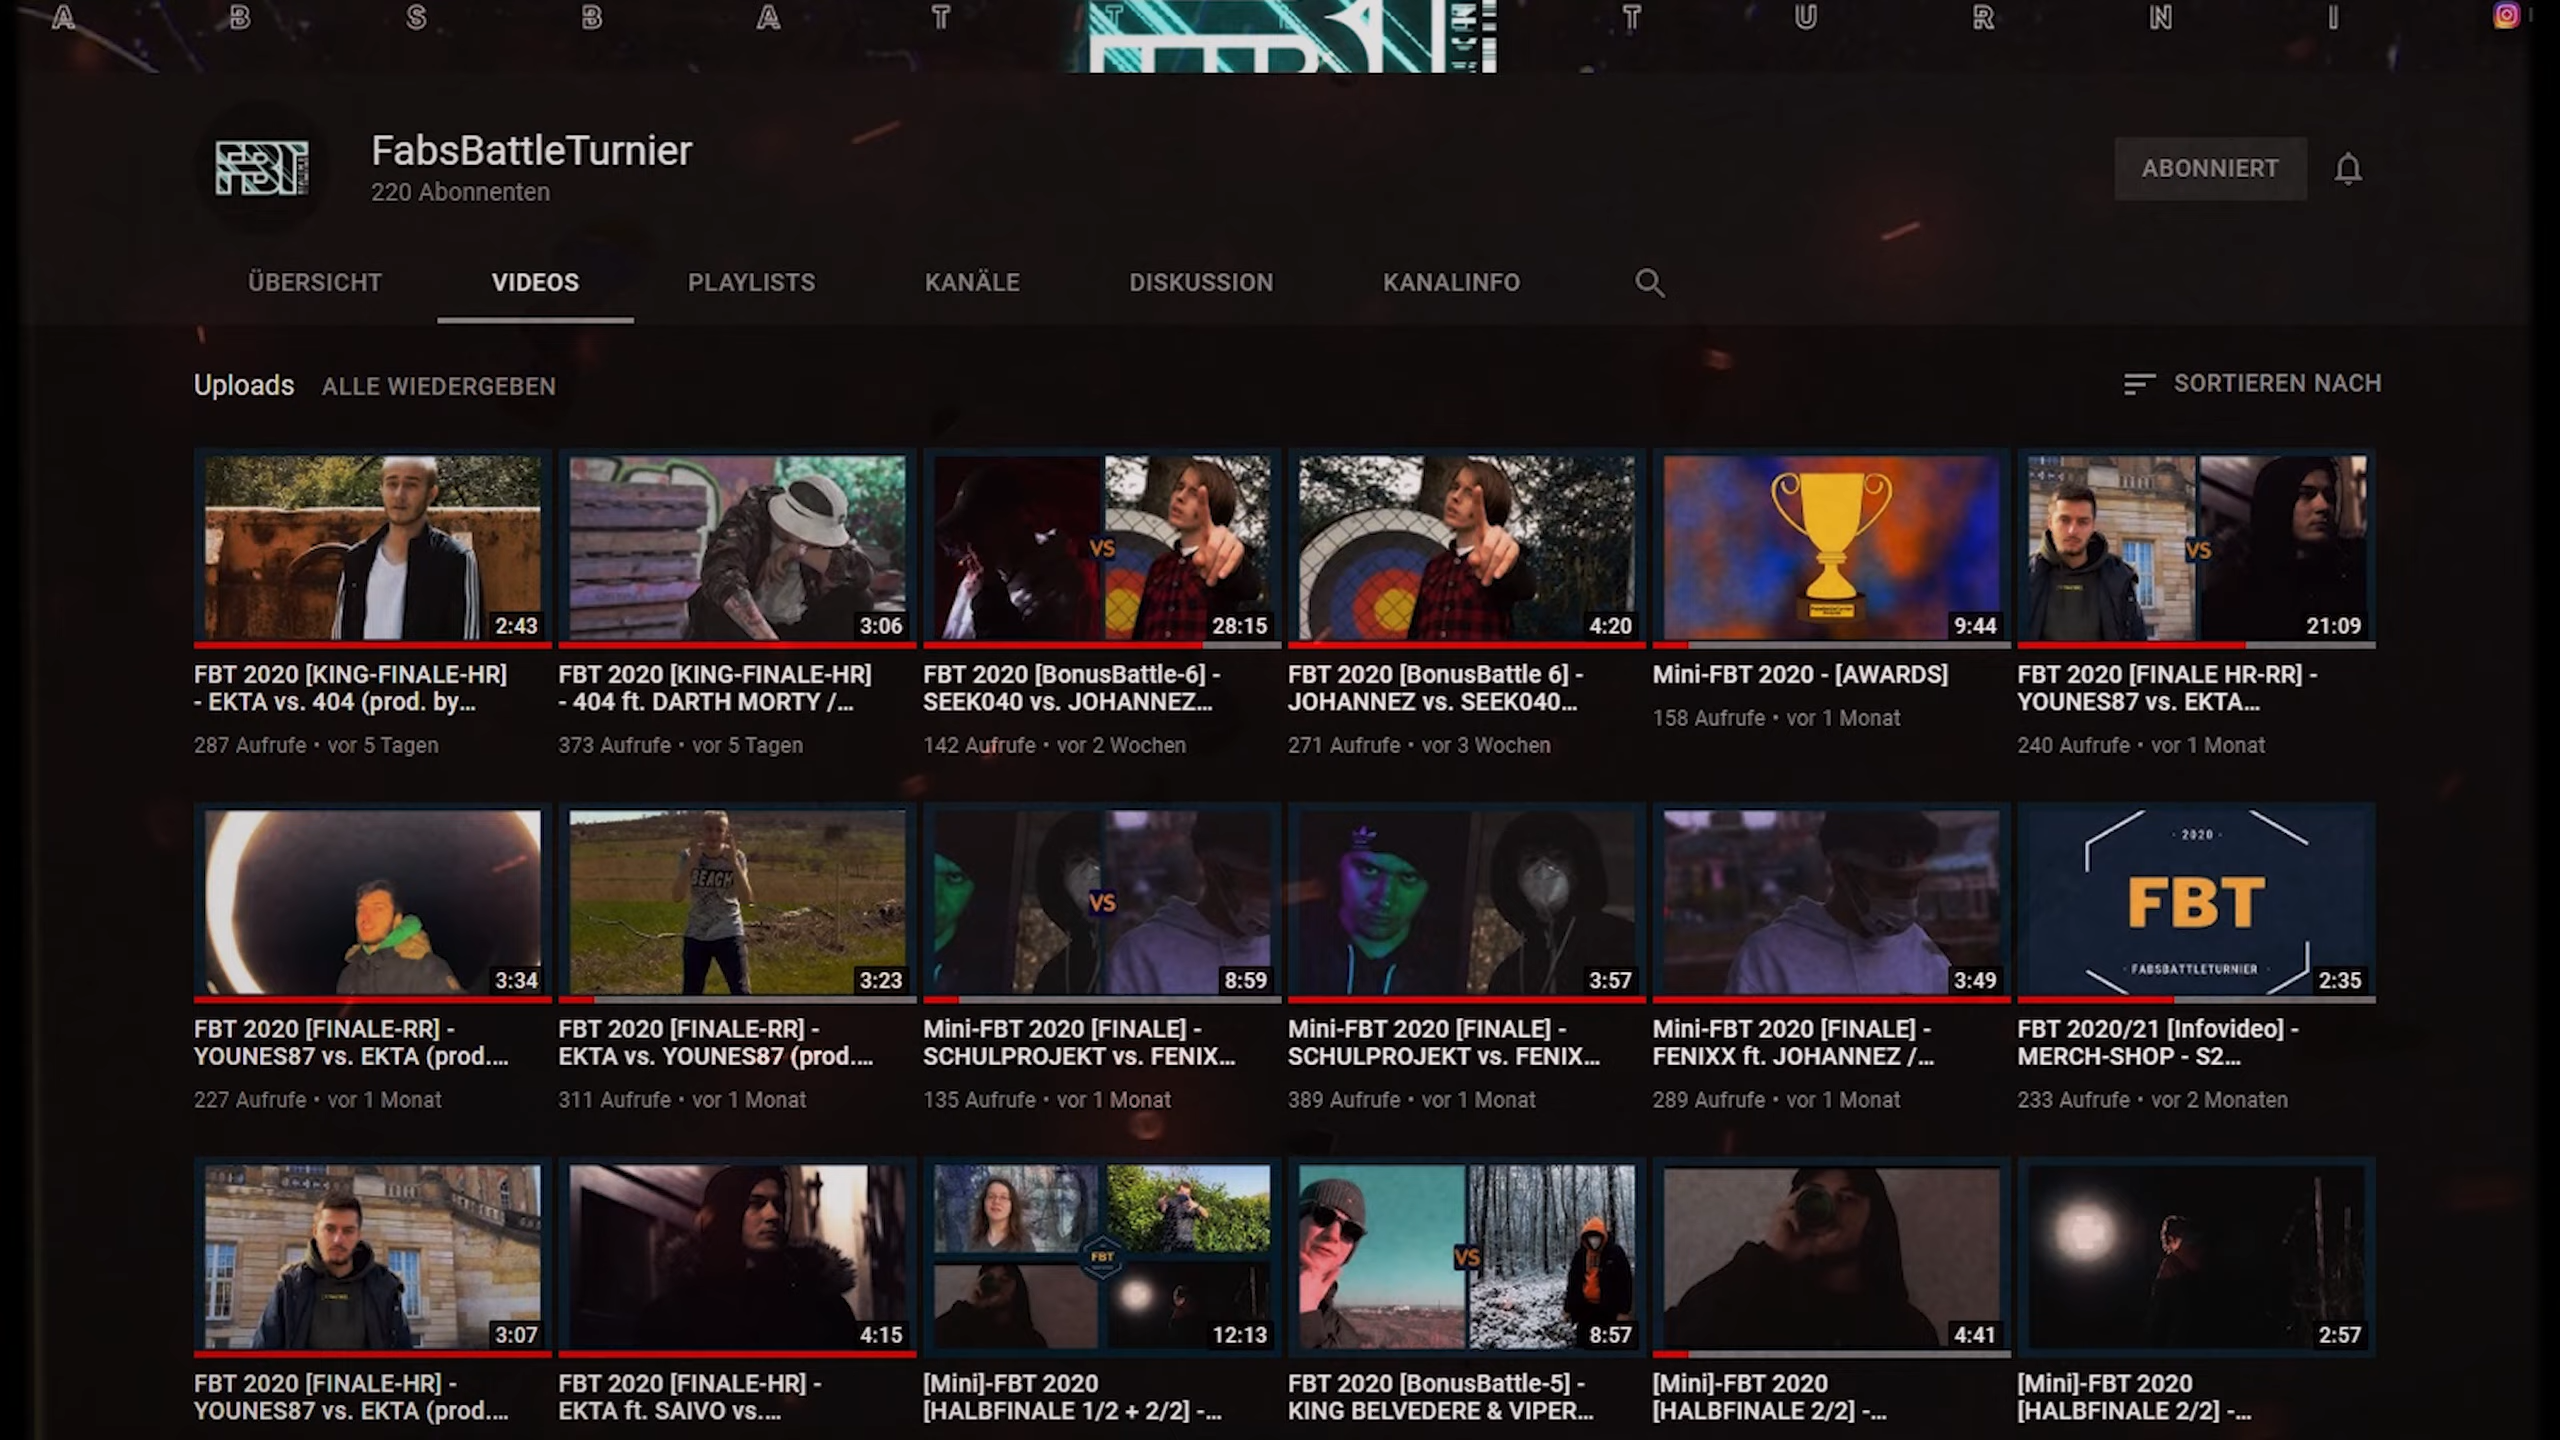 A B S B A T T T U R N I
FabsBattleTurnier
220 Abonnenten
ABONNIERT
ÜBERSICHT VIDEOS PLAYLISTS KANÄLE DISKUSSION KANALINFO
Uploads ALLE WIEDERGEBEN SORTIEREN NACH
2:43
FBT 2020 [KING-FINALE-HR]
- EKTA vs. 404 (prod. by...
287 Aufrufe • vor 5 Tagen
3:06
FBT 2020 [KING-FINALE-HR]
- 404 ft. DARTH MORTY /...
373 Aufrufe • vor 5 Tagen
VS
28:15
FBT 2020 [BonusBattle-6] -
SEEK040 vs. JOHANNEZ...
142 Aufrufe • vor 2 Wochen
4:20
FBT 2020 [BonusBattle 6] -
JOHANNEZ vs. SEEK040...
271 Aufrufe • vor 3 Wochen
9:44
Mini-FBT 2020 - [AWARDS]
158 Aufrufe • vor 1 Monat
VS
21:09
FBT 2020 [FINALE HR-RR] -
YOUNES87 vs. EKTA...
240 Aufrufe • vor 1 Monat
3:34
FBT 2020 [FINALE-RR] -
YOUNES87 vs. EKTA (prod....
227 Aufrufe • vor 1 Monat
BEACH
3:23
FBT 2020 [FINALE-RR] -
EKTA vs. YOUNES87 (prod....
311 Aufrufe • vor 1 Monat
VS
8:59
Mini-FBT 2020 [FINALE] -
SCHULPROJEKT vs. FENIX...
135 Aufrufe • vor 1 Monat
3:57
Mini-FBT 2020 [FINALE] -
SCHULPROJEKT vs. FENIX...
389 Aufrufe • vor 1 Monat
3:49
Mini-FBT 2020 [FINALE] -
FENIXX ft. JOHANNEZ /...
289 Aufrufe • vor 1 Monat
· 2020 ·
FBT
· FABSBATTLETURNIER ·
2:35
FBT 2020/21 [Infovideo] -
MERCH-SHOP - S2...
233 Aufrufe • vor 2 Monaten
3:07
FBT 2020 [FINALE-HR] -
YOUNES87 vs. EKTA (prod....
4:15
FBT 2020 [FINALE-HR] -
EKTA ft. SAIVO vs....
FBT
12:13
[Mini]-FBT 2020
[HALBFINALE 1/2 + 2/2] -...
VS
8:57
FBT 2020 [BonusBattle-5] -
KING BELVEDERE & VIPER...
4:41
[Mini]-FBT 2020
[HALBFINALE 2/2] -...
2:57
[Mini]-FBT 2020
[HALBFINALE 2/2] -...